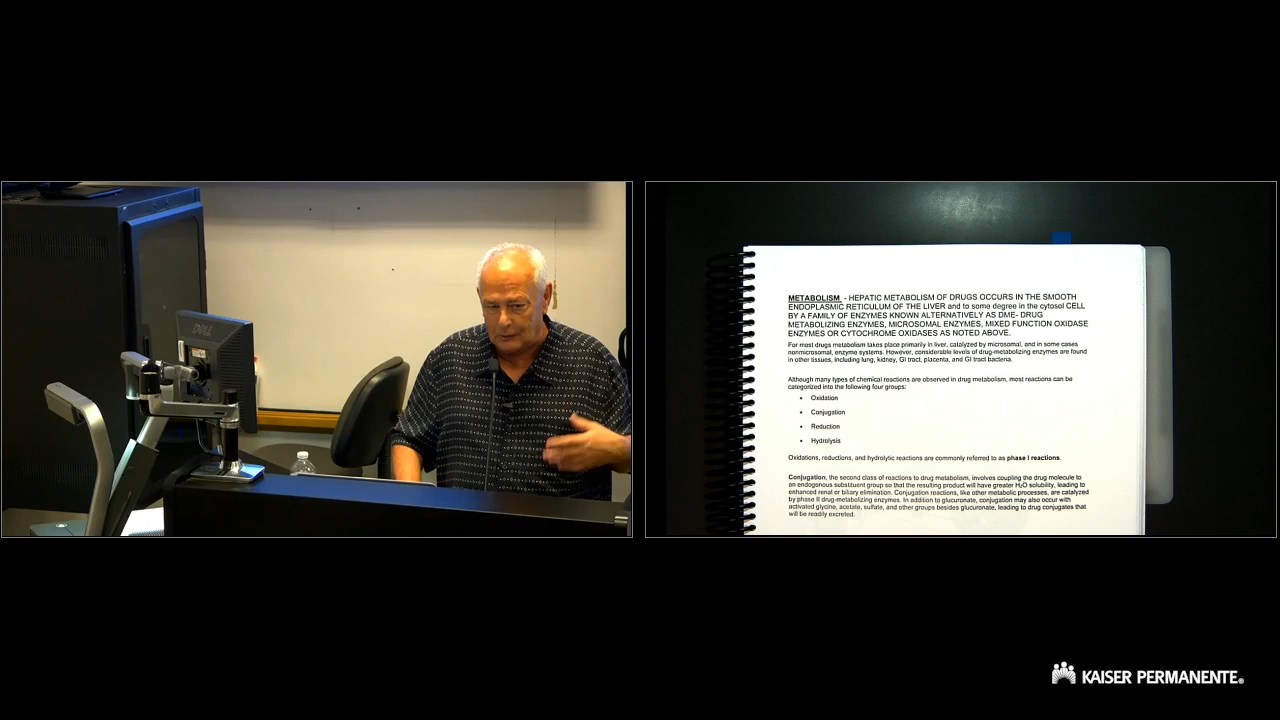 DELL
METABOLISM - HEPATIC METABOLISM OF DRUGS OCCURS IN THE SMOOTH
ENDOPLASMIC RETICULUM OF THE LIVER and to some degree in the cytosol CELL
BY A FAMILY OF ENZYMES KNOWN ALTERNATIVELY AS DME- DRUG
METABOLIZING ENZYMES, MICROSOMAL ENZYMES, MIXED FUNCTION OXIDASE
ENZYMES OR CYTOCHROME OXIDASES AS NOTED ABOVE.
For most drugs metabolism takes place primarily in liver, catalyzed by microsomal, and in some cases
nonmicrosomal, enzyme systems. However, considerable levels of drug-metabolizing enzymes are found
in other tissues, including lung, kidney, GI tract, placenta, and GI tract bacteria.
Although many types of chemical reactions are observed in drug metabolism, most reactions can be
categorized into the following four groups:
• Oxidation
• Conjugation
• Reduction
• Hydrolysis
Oxidations, reductions, and hydrolytic reactions are commonly referred to as phase I reactions.
Conjugation, the second class of reactions to drug metabolism, involves coupling the drug molecule to
an endogenous substituent group so that the resulting product will have greater H₂O solubility, leading to
enhanced renal or biliary elimination. Conjugation reactions, like other metabolic processes, are catalyzed
by phase II drug-metabolizing enzymes. In addition to glucuronate, conjugation may also occur with
activated glycine, acetate, sulfate, and other groups besides glucuronate, leading to drug conjugates that
will be readily excreted.
KAISER PERMANENTE®